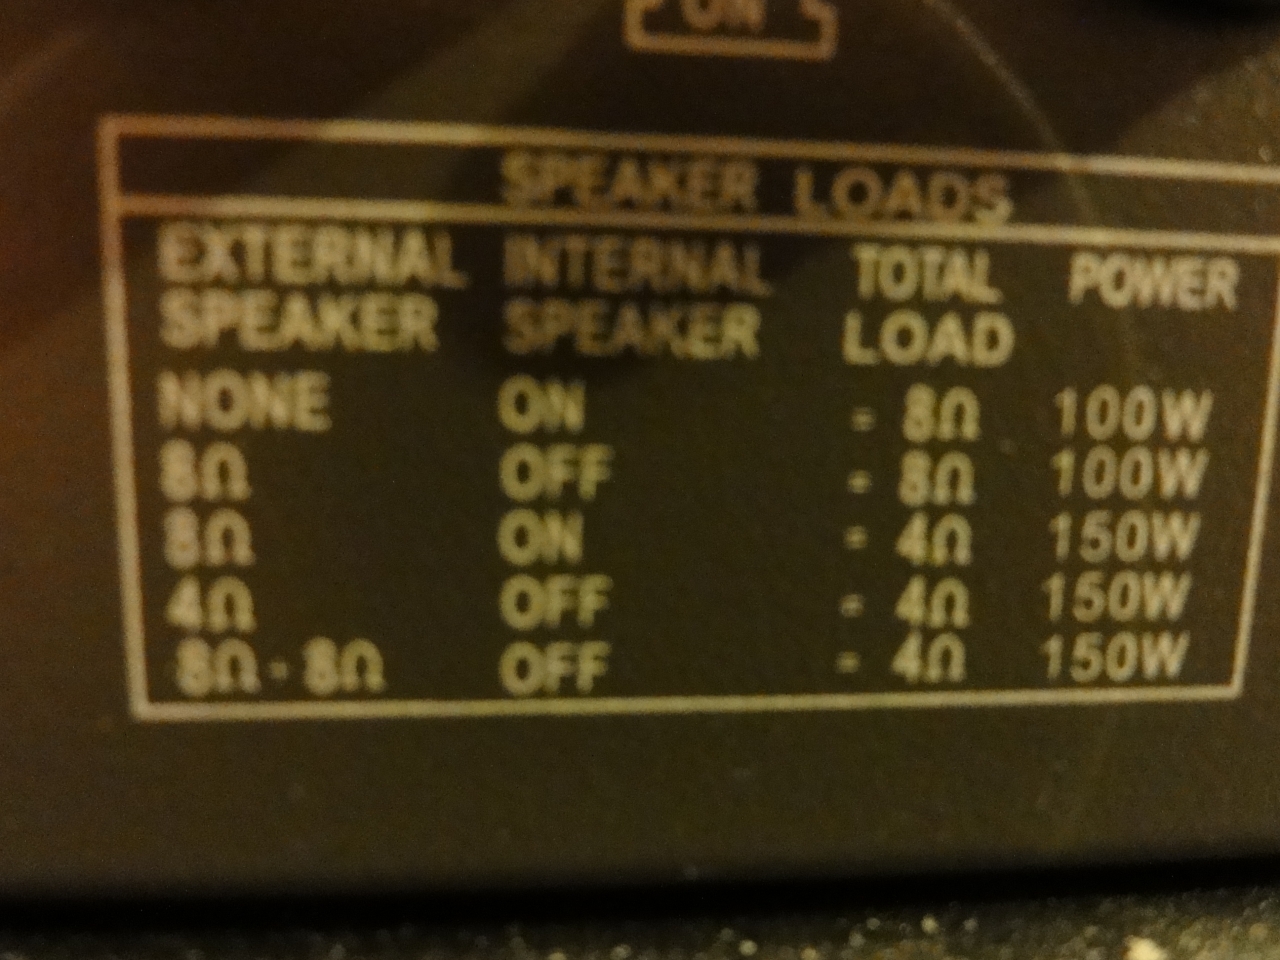 ON
SPEAKER LOADS
EXTERNAL SPEAKER INTERNAL SPEAKER TOTAL LOAD POWER
NONE ON = 8Ω 100W
8Ω OFF = 8Ω 100W
8Ω ON = 4Ω 150W
4Ω OFF = 4Ω 150W
8Ω + 8Ω OFF = 4Ω 150W